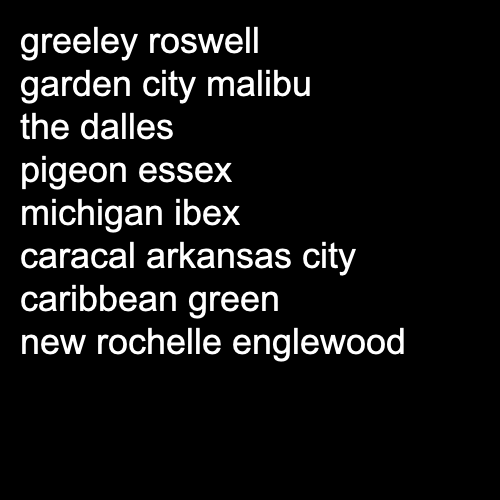 greeley roswell
garden city malibu
the dalles
pigeon essex
michigan ibex
caracal arkansas city
caribbean green
new rochelle englewood